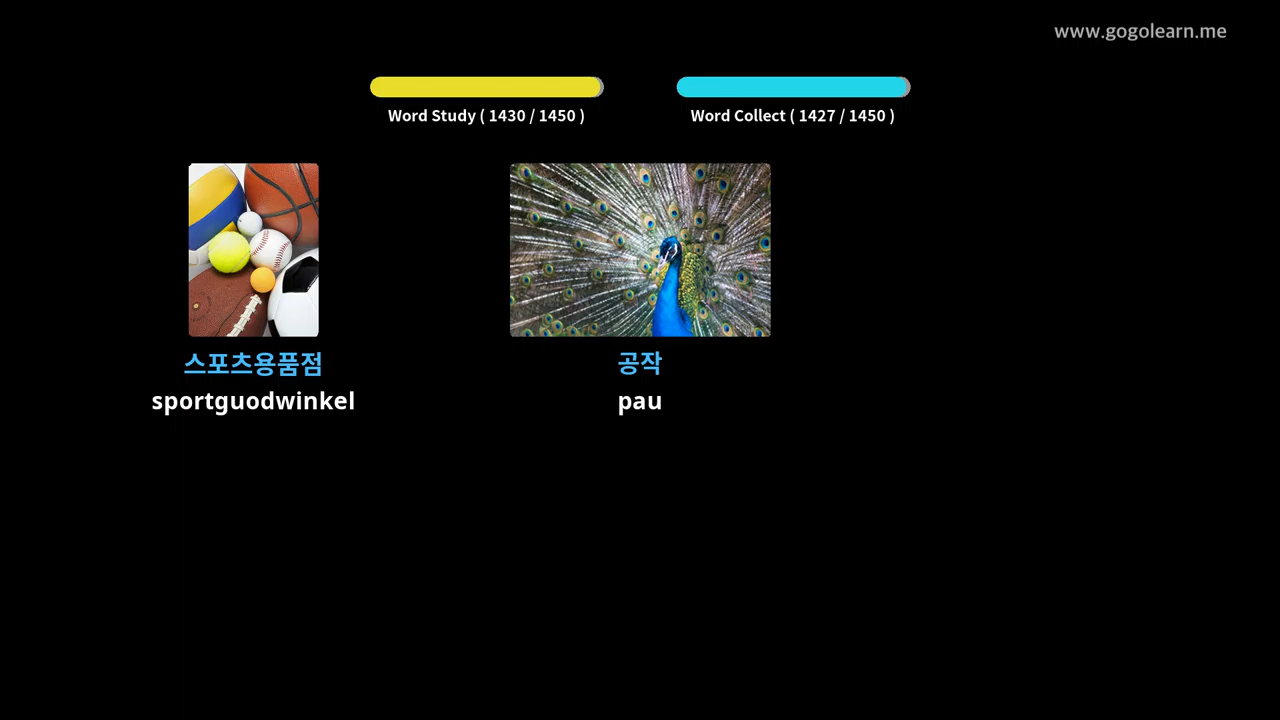 www.gogolearn.me
Word Study ( 1430 / 1450 )
Word Collect ( 1427 / 1450 )
스포츠용품점
sportguodwinkel
공작
pau